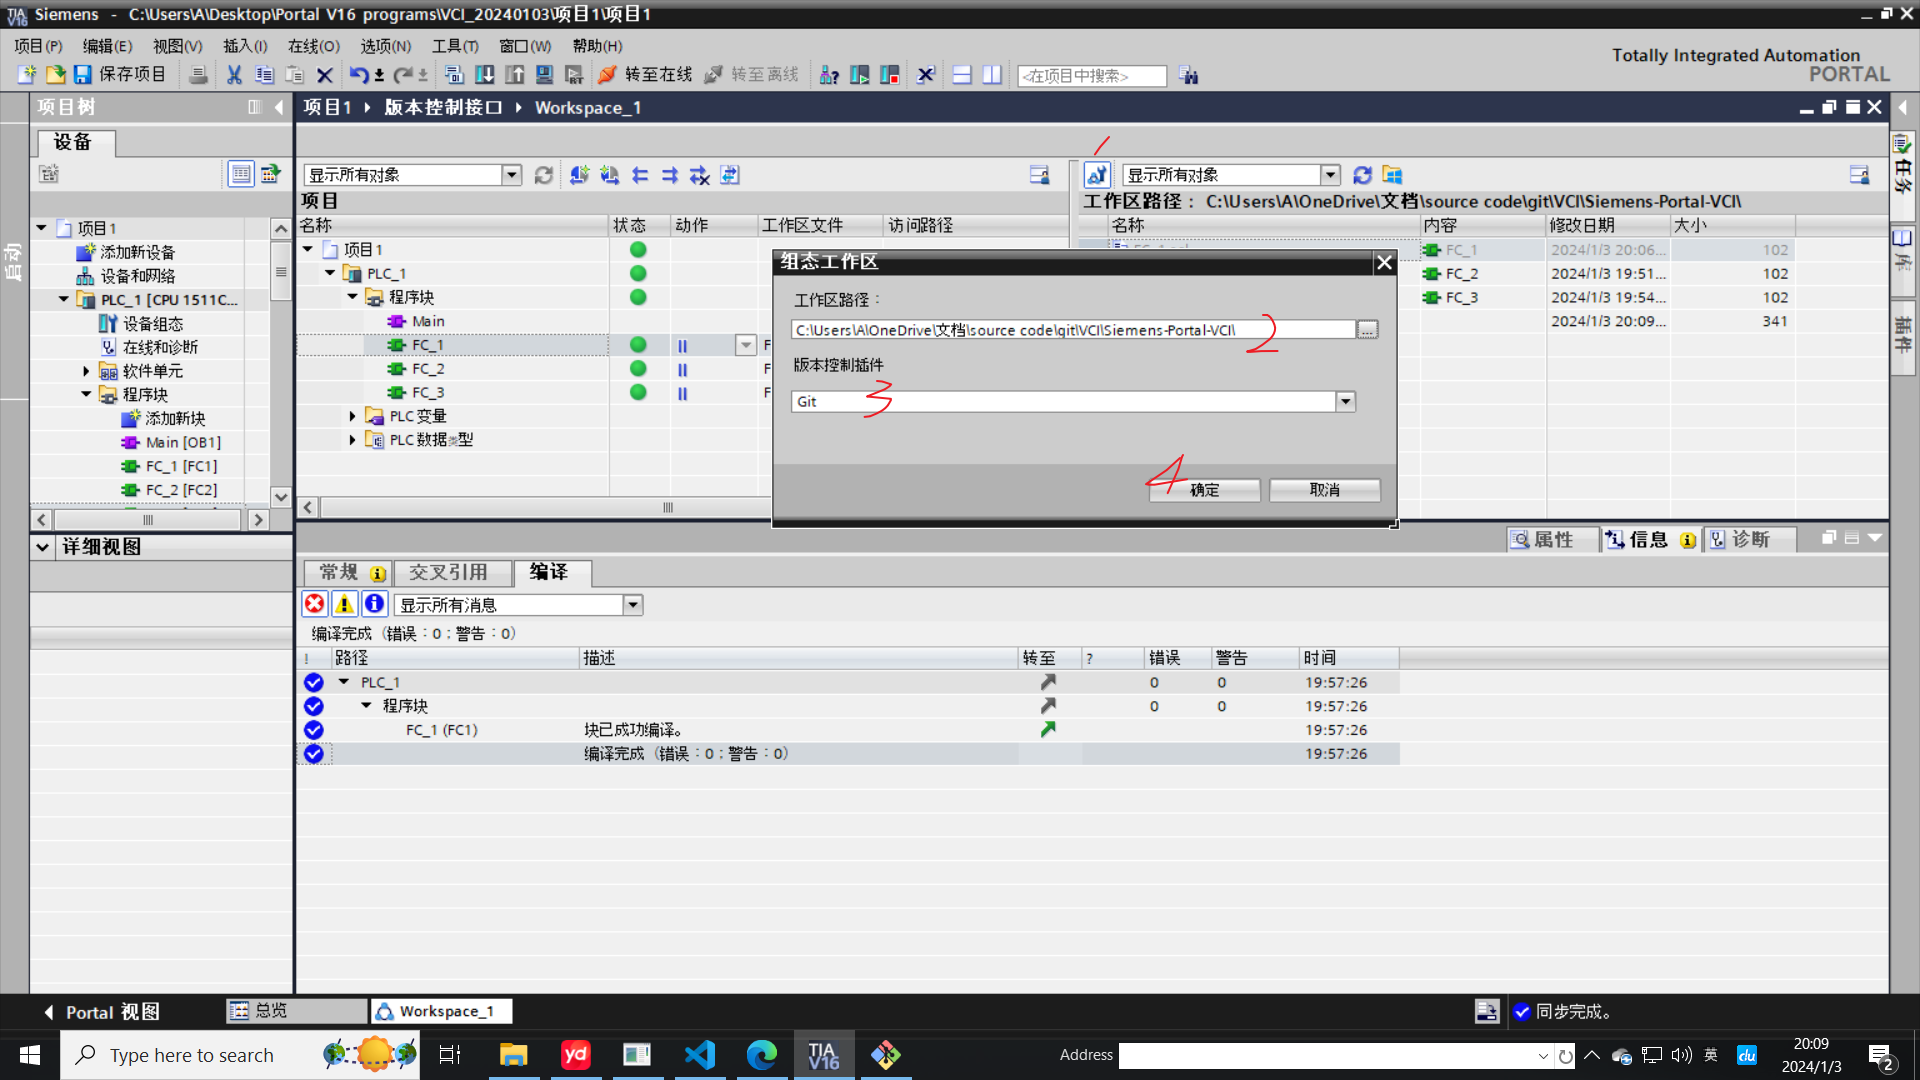 Siemens - C:\Users\A\Desktop\Portal V16 programs\VCI_20240103\项目1\项目1
项目(P) 编辑(E) 视图(V) 插入(I) 在线(O) 选项(N) 工具(T) 窗口(W) 帮助(H)
Totally Integrated Automation
PORTAL
保存项目 转至在线 转至离线 <在项目中搜索>
项目树
项目1 版本控制接口 Workspace_1
设备
启动
显示所有对象
1
显示所有对象
项目
工作区路径： C:\Users\A\OneDrive\文档\source code\git\VCI\Siemens-Portal-VCI\
名称 状态 动作 工作区文件 访问路径
名称 内容 修改日期 大小
项目1
添加新设备
设备和网络
PLC_1 [CPU 1511C...
设备组态
在线和诊断
软件单元
程序块
添加新块
Main [OB1]
FC_1 [FC1]
FC_2 [FC2]
项目1
PLC_1
程序块
Main
FC_1
FC_2
FC_3
PLC 变量
PLC 数据类型
FC_1 2024/1/3 20:06... 102
FC_2 2024/1/3 19:51... 102
FC_3 2024/1/3 19:54... 102
2024/1/3 20:09... 341
任务
库
插件
组态工作区
工作区路径：
C:\Users\A\OneDrive\文档\source code\git\VCI\Siemens-Portal-VCI\ ...
2
版本控制插件
Git
3
4
确定 取消
详细视图
属性 信息 诊断
常规 交叉引用 编译
显示所有消息
编译完成（错误：0；警告：0）
! 路径 描述 转至 ? 错误 警告 时间
PLC_1 0 0 19:57:26
程序块 0 0 19:57:26
FC_1 (FC1) 块已成功编译。 19:57:26
编译完成（错误：0；警告：0） 19:57:26
Portal 视图 总览 Workspace_1 同步完成。
Type here to search
yd
TIA V16
Address
英
du
20:09
2024/1/3
2